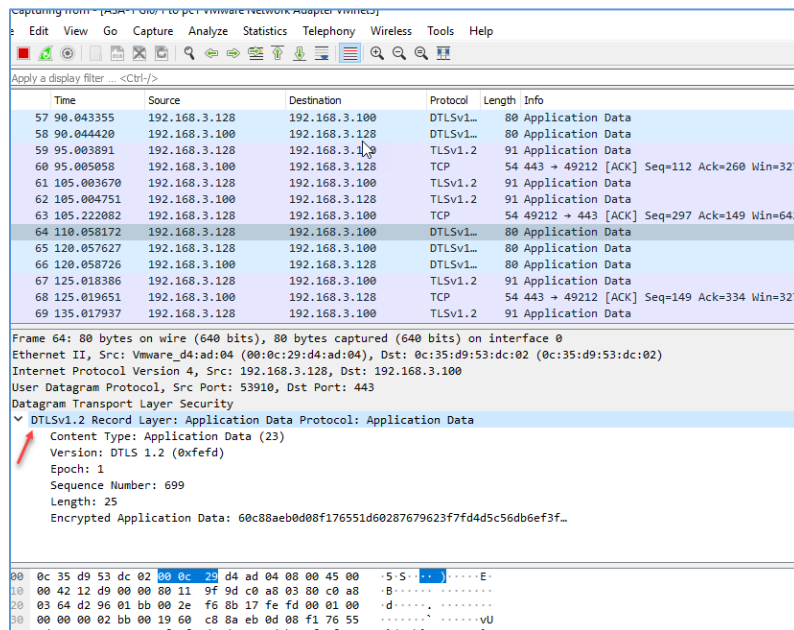 Capturing from - [ASA-1 Gi0/1 to pc1 VMware Network Adapter VMnet3]
Edit View Go Capture Analyze Statistics Telephony Wireless Tools Help
Apply a display filter ... <Ctrl-/>
Time Source Destination Protocol Length Info
57 90.043355 192.168.3.128 192.168.3.100 DTLSv1… 80 Application Data
58 90.044420 192.168.3.100 192.168.3.128 DTLSv1… 80 Application Data
59 95.003891 192.168.3.128 TLSv1.2 91 Application Data
60 95.005058 192.168.3.100 192.168.3.128 TCP 54 443 → 49212 [ACK] Seq=112 Ack=260 Win=327
61 105.003670 192.168.3.128 192.168.3.100 TLSv1.2 91 Application Data
62 105.004751 192.168.3.100 192.168.3.128 TLSv1.2 91 Application Data
63 105.222082 192.168.3.128 192.168.3.100 TCP 54 49212 → 443 [ACK] Seq=297 Ack=149 Win=642
64 110.058172 192.168.3.128 192.168.3.100 DTLSv1… 80 Application Data
65 120.057627 192.168.3.128 192.168.3.100 DTLSv1… 80 Application Data
66 120.058726 192.168.3.100 192.168.3.128 DTLSv1… 80 Application Data
67 125.018386 192.168.3.128 192.168.3.100 TLSv1.2 91 Application Data
68 125.019651 192.168.3.100 192.168.3.128 TCP 54 443 → 49212 [ACK] Seq=149 Ack=334 Win=327
69 135.017937 192.168.3.128 192.168.3.100 TLSv1.2 91 Application Data
Frame 64: 80 bytes on wire (640 bits), 80 bytes captured (640 bits) on interface 0
Ethernet II, Src: Vmware_d4:ad:04 (00:0c:29:d4:ad:04), Dst: 0c:35:d9:53:dc:02 (0c:35:d9:53:dc:02)
Internet Protocol Version 4, Src: 192.168.3.128, Dst: 192.168.3.100
User Datagram Protocol, Src Port: 53910, Dst Port: 443
Datagram Transport Layer Security
DTLSv1.2 Record Layer: Application Data Protocol: Application Data
Content Type: Application Data (23)
Version: DTLS 1.2 (0xfefd)
Epoch: 1
Sequence Number: 699
Length: 25
Encrypted Application Data: 60c88aeb0d08f176551d60287679623f7fd4d5c56db6ef3f…
00 0c 35 d9 53 dc 02 00 0c 29 d4 ad 04 08 00 45 00 ·5·S····)·····E·
10 00 42 12 d9 00 00 80 11 9f 9d c0 a8 03 80 c0 a8 ·B······ ········
20 03 64 d2 96 01 bb 00 2e f6 8b 17 fe fd 00 01 00 ·d·····. ········
30 00 00 00 02 bb 00 19 60 c8 8a eb 0d 08 f1 76 55 ·······` ······vU